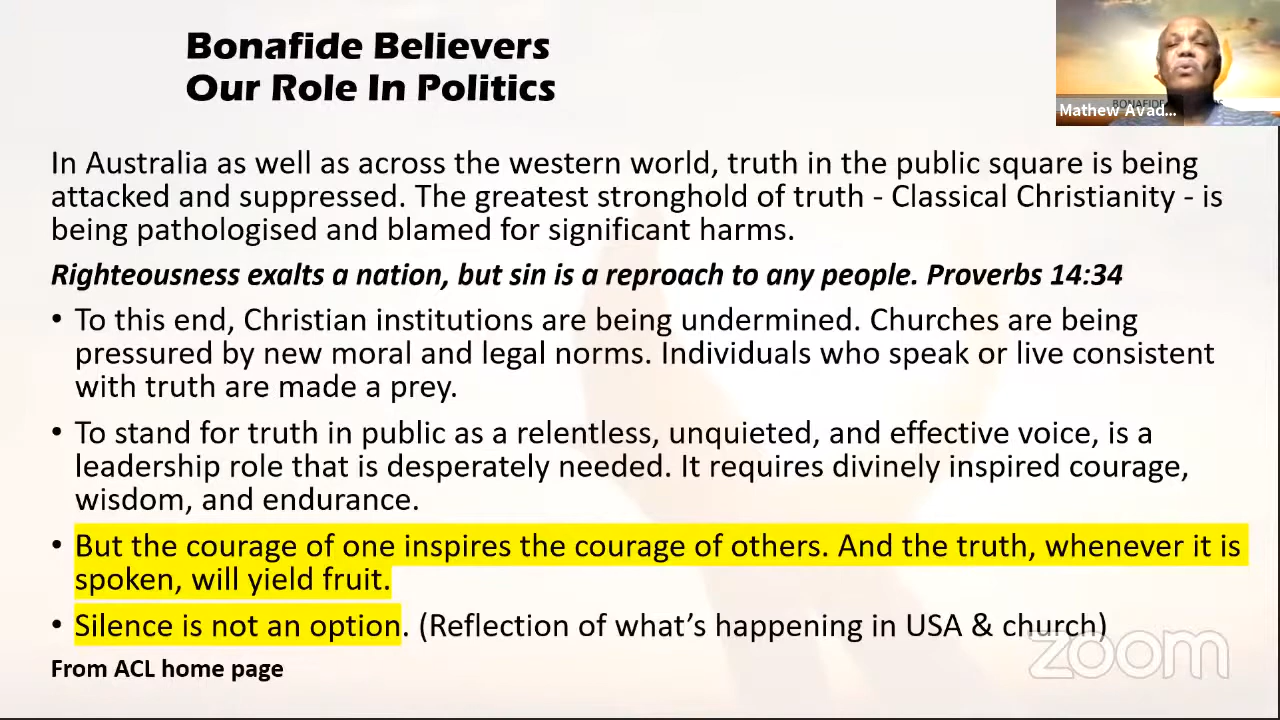 Bonafide Believers
Our Role In Politics
Mathew Avad...
In Australia as well as across the western world, truth in the public square is being
attacked and suppressed. The greatest stronghold of truth - Classical Christianity - is
being pathologised and blamed for significant harms.
Righteousness exalts a nation, but sin is a reproach to any people. Proverbs 14:34
• To this end, Christian institutions are being undermined. Churches are being
pressured by new moral and legal norms. Individuals who speak or live consistent
with truth are made a prey.
• To stand for truth in public as a relentless, unquieted, and effective voice, is a
leadership role that is desperately needed. It requires divinely inspired courage,
wisdom, and endurance.
• But the courage of one inspires the courage of others. And the truth, whenever it is
spoken, will yield fruit.
• Silence is not an option. (Reflection of what's happening in USA & church)
From ACL home page
zoom